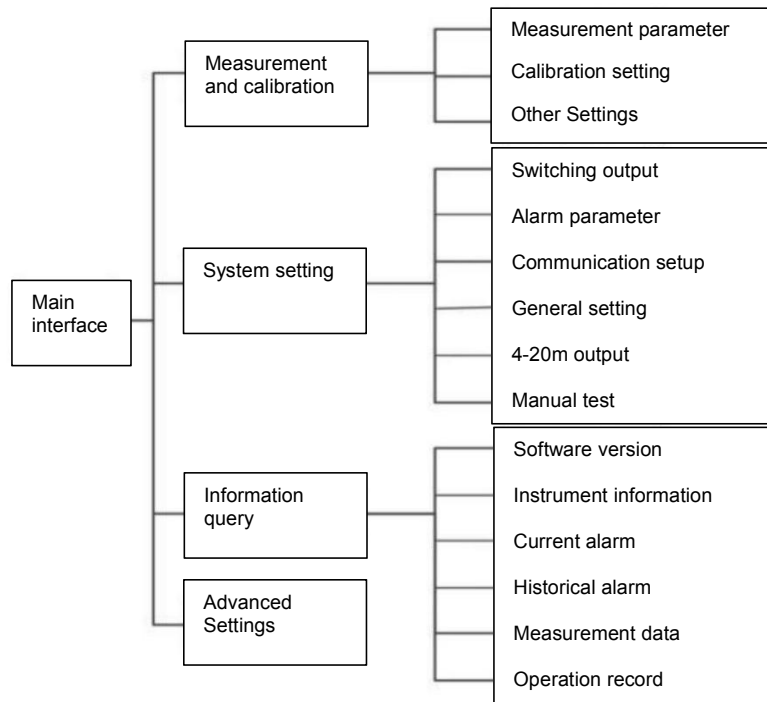 Main
interface
Measurement
and calibration
Measurement parameter
Calibration setting
Other Settings
System setting
Switching output
Alarm parameter
Communication setup
General setting
4-20m output
Manual test
Information
query
Software version
Instrument information
Current alarm
Historical alarm
Measurement data
Operation record
Advanced
Settings